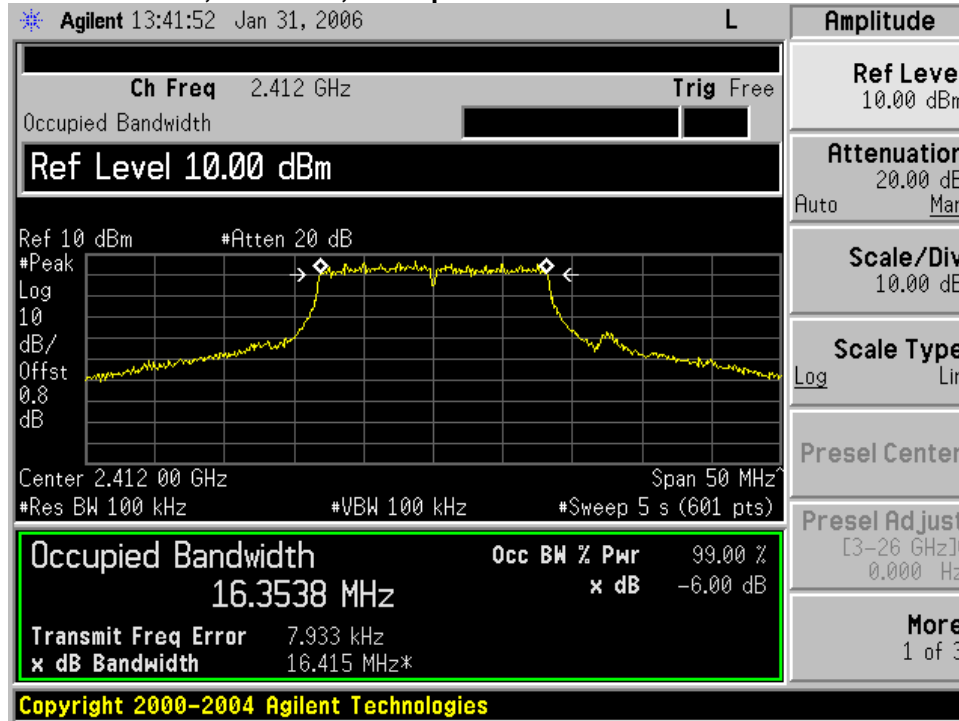 Agilent 13:41:52 Jan 31, 2006 L
Ch Freq 2.412 GHz Trig Free
Occupied Bandwidth
Ref Level 10.00 dBm
Ref 10 dBm #Atten 20 dB
#Peak
Log
10
dB/
Offst
0.8
dB
Center 2.412 00 GHz Span 50 MHz^
#Res BW 100 kHz #VBW 100 kHz #Sweep 5 s (601 pts)
Occupied Bandwidth Occ BW % Pwr 99.00 %
16.3538 MHz x dB -6.00 dB
Transmit Freq Error 7.933 kHz
x dB Bandwidth 16.415 MHz*
Copyright 2000-2004 Agilent Technologies
Amplitude
Ref Leve
10.00 dBm
Attenuation
20.00 dB
Auto Man
Scale/Div
10.00 dB
Scale Type
Log Lin
Presel Center
Presel Adjust
[3-26 GHz]
0.000 Hz
More
1 of 3